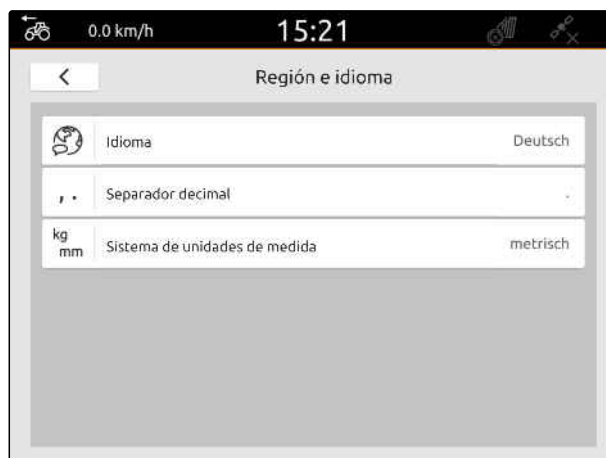 0.0 km/h 15:21
Región e idioma
Idioma Deutsch
, . Separador decimal .
kg
mm Sistema de unidades de medida metrisch